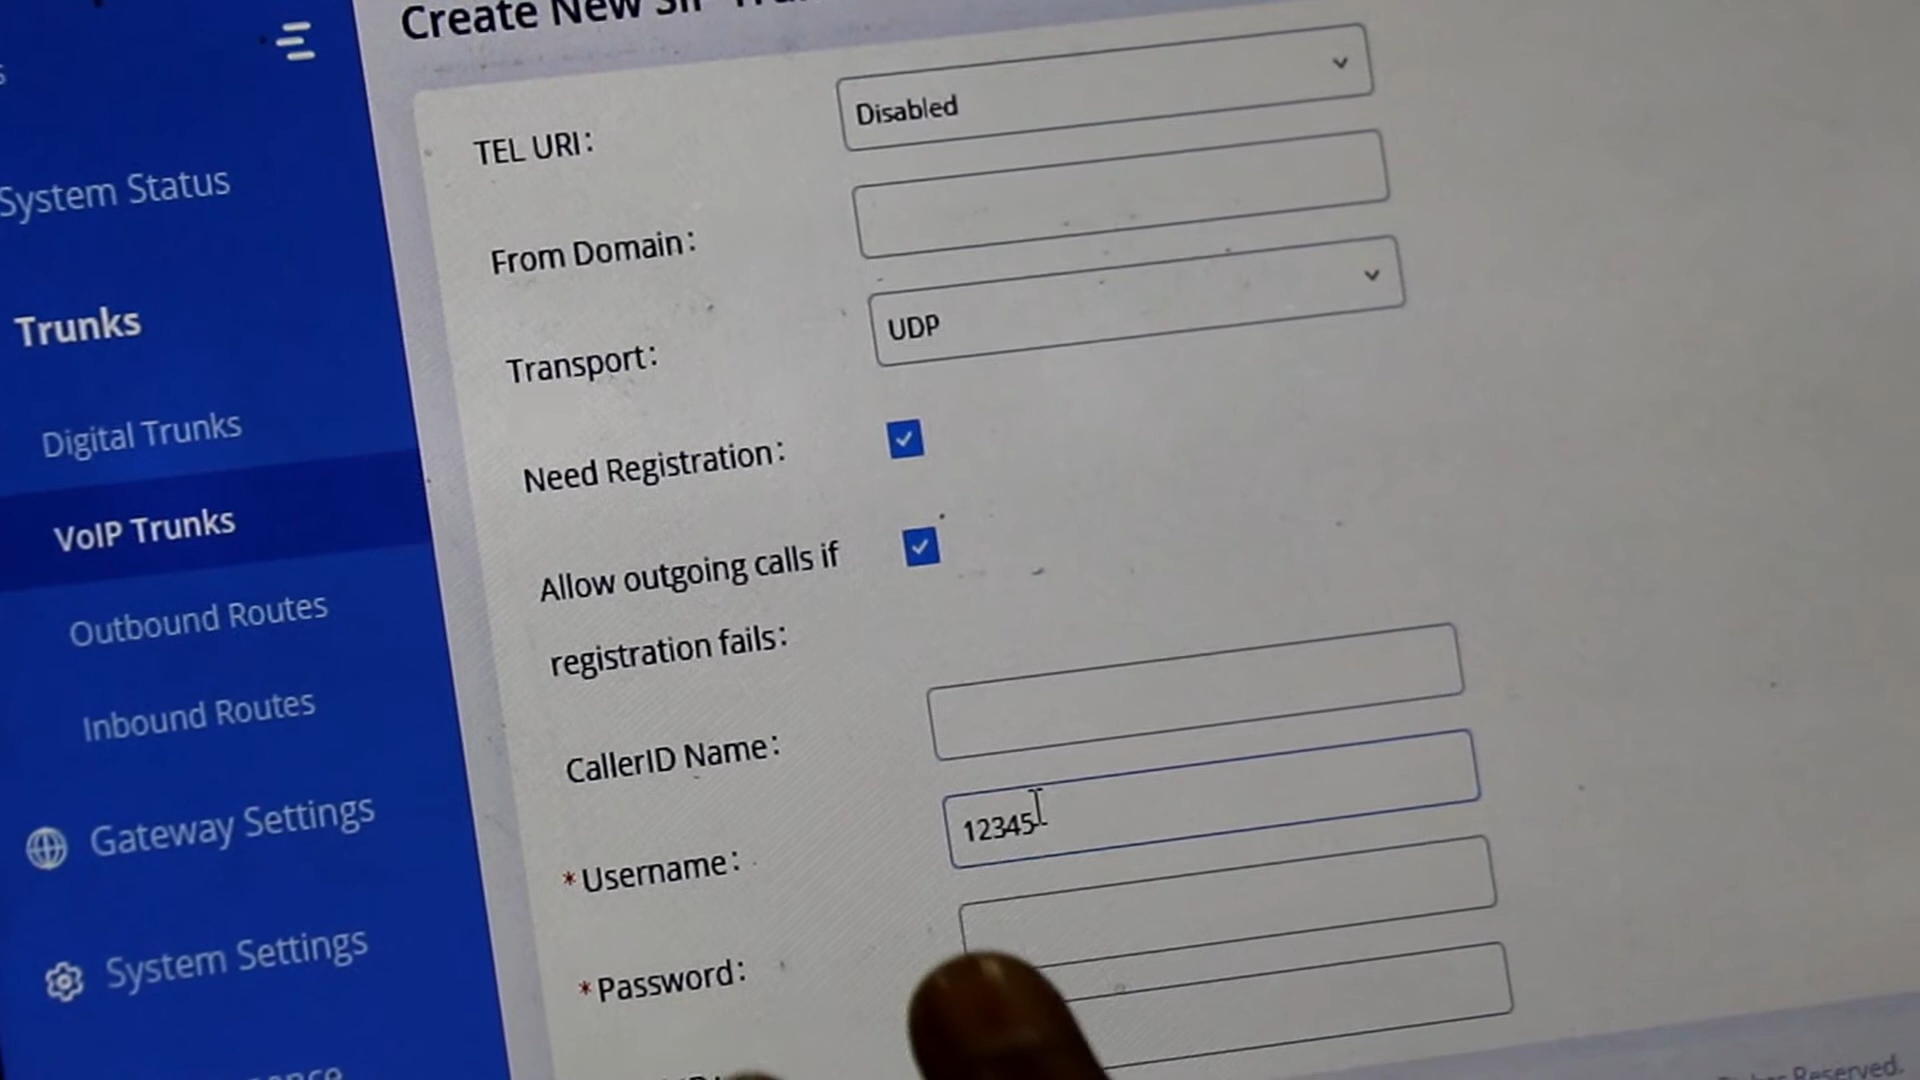 Create New SIP
System Status
Trunks
Digital Trunks
VoIP Trunks
Outbound Routes
Inbound Routes
Gateway Settings
System Settings
TEL URI:
Disabled
From Domain:
Transport:
UDP
Need Registration:
Allow outgoing calls if
registration fails:
CallerID Name:
*Username:
12345
*Password:
Reserved.